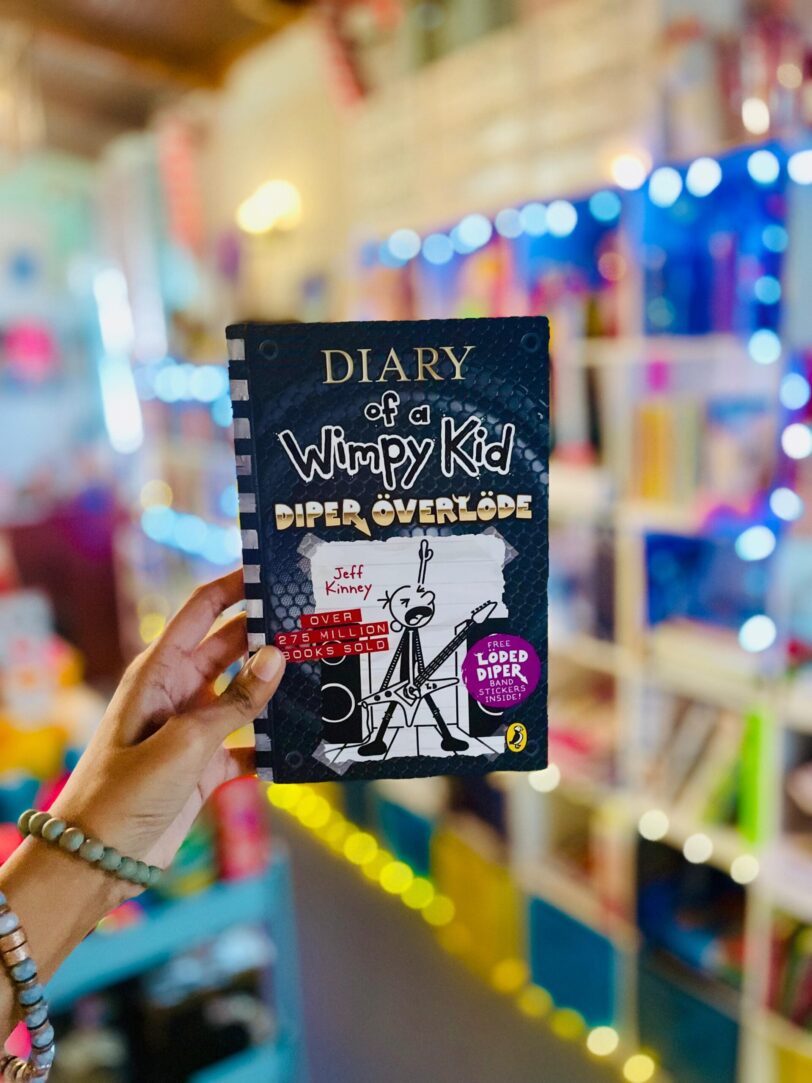 DIARY
of a
Wimpy Kid
DIPER ÖVERLÖDE
Jeff
Kinney
OVER
275 MILLION
BOOKS SOLD
FREE
LÖDED
DIPER
BAND
STICKERS
INSIDE!